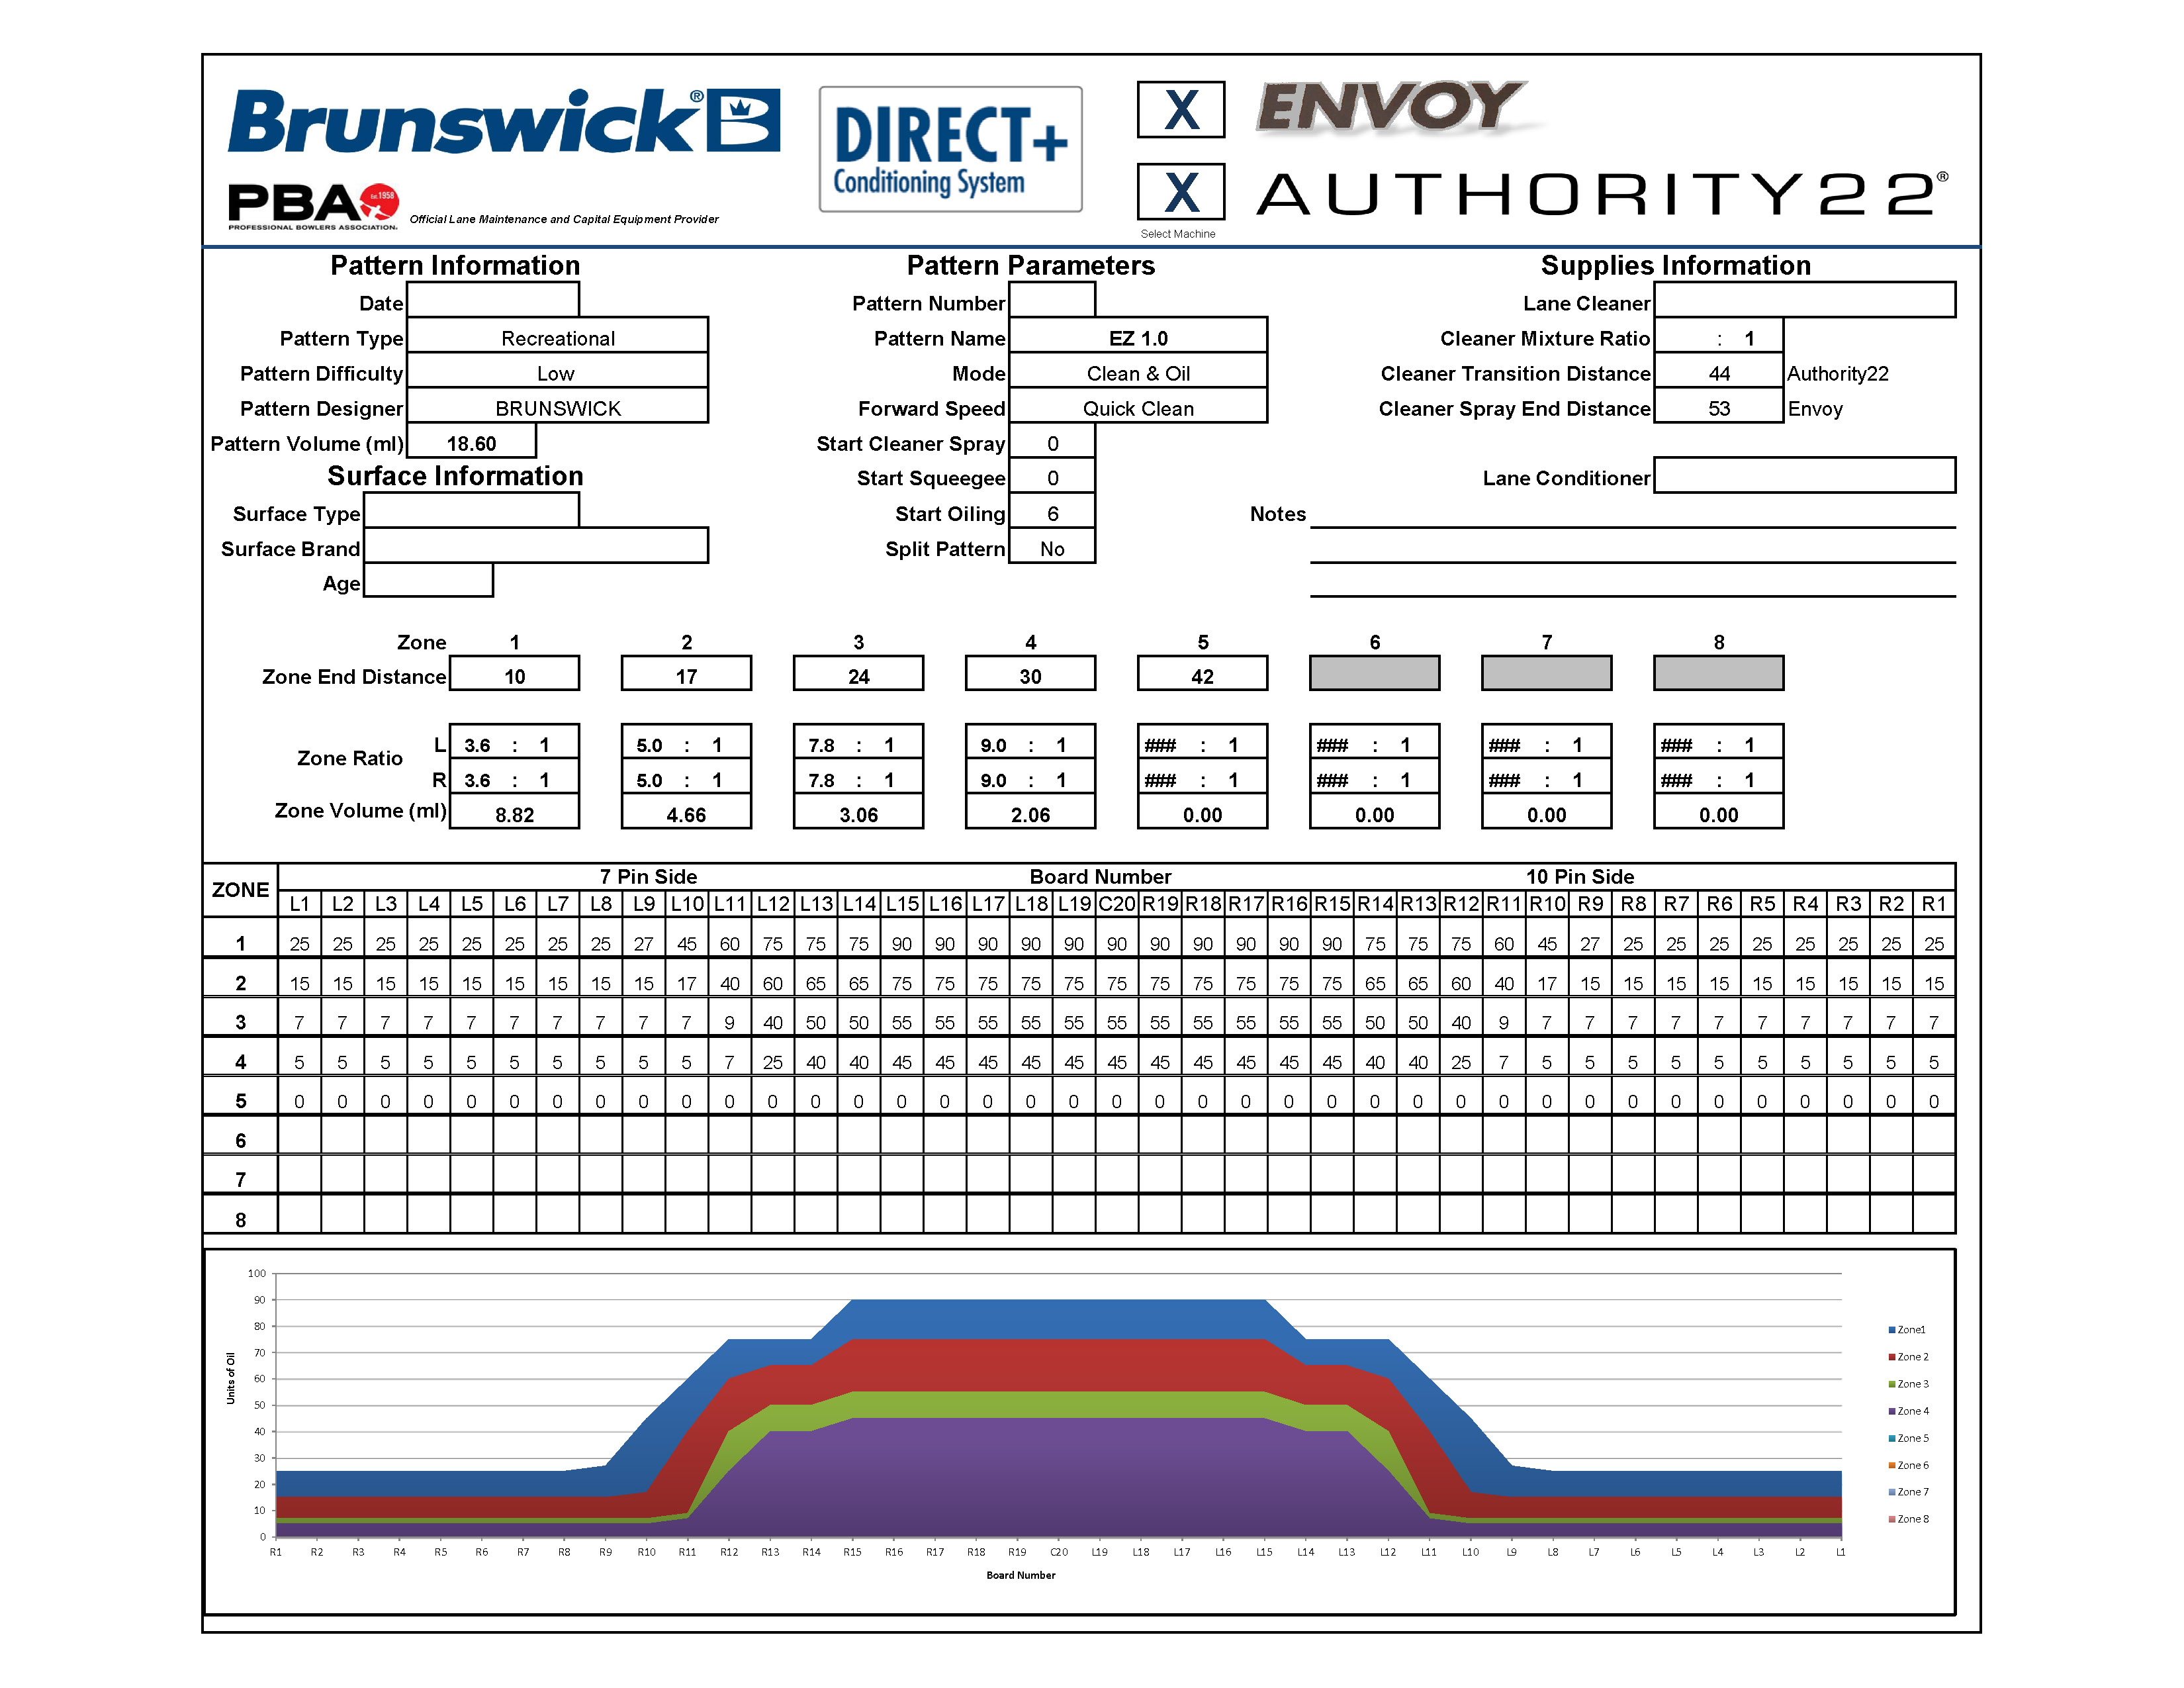 Brunswick® B
DIRECT+
Conditioning System
X ENVOY
X AUTHORITY22®
Select Machine
PBA est.1958
PROFESSIONAL BOWLERS ASSOCIATION.
Official Lane Maintenance and Capital Equipment Provider
Pattern Information
Date
Pattern Type Recreational
Pattern Difficulty Low
Pattern Designer BRUNSWICK
Pattern Volume (ml) 18.60
Surface Information
Surface Type
Surface Brand
Age
Pattern Parameters
Pattern Number
Pattern Name EZ 1.0
Mode Clean & Oil
Forward Speed Quick Clean
Start Cleaner Spray 0
Start Squeegee 0
Start Oiling 6
Split Pattern No
Supplies Information
Lane Cleaner
Cleaner Mixture Ratio : 1
Cleaner Transition Distance 44 Authority22
Cleaner Spray End Distance 53 Envoy
Lane Conditioner
Notes
Zone 1 2 3 4 5 6 7 8
Zone End Distance 10 17 24 30 42
Zone Ratio
L 3.6 : 1 5.0 : 1 7.8 : 1 9.0 : 1 ### : 1 ### : 1 ### : 1 ### : 1
R 3.6 : 1 5.0 : 1 7.8 : 1 9.0 : 1 ### : 1 ### : 1 ### : 1 ### : 1
Zone Volume (ml) 8.82 4.66 3.06 2.06 0.00 0.00 0.00 0.00
ZONE 7 Pin Side Board Number 10 Pin Side
L1 L2 L3 L4 L5 L6 L7 L8 L9 L10 L11 L12 L13 L14 L15 L16 L17 L18 L19 C20 R19 R18 R17 R16 R15 R14 R13 R12 R11 R10 R9 R8 R7 R6 R5 R4 R3 R2 R1
1 25 25 25 25 25 25 25 25 27 45 60 75 75 75 90 90 90 90 90 90 90 90 90 90 90 75 75 75 60 45 27 25 25 25 25 25 25 25 25
2 15 15 15 15 15 15 15 15 15 17 40 60 65 65 75 75 75 75 75 75 75 75 75 75 75 65 65 60 40 17 15 15 15 15 15 15 15 15 15
3 7 7 7 7 7 7 7 7 7 7 9 40 50 50 55 55 55 55 55 55 55 55 55 55 55 50 50 40 9 7 7 7 7 7 7 7 7 7 7
4 5 5 5 5 5 5 5 5 5 5 7 25 40 40 45 45 45 45 45 45 45 45 45 45 45 40 40 25 7 5 5 5 5 5 5 5 5 5 5
5 0 0 0 0 0 0 0 0 0 0 0 0 0 0 0 0 0 0 0 0 0 0 0 0 0 0 0 0 0 0 0 0 0 0 0 0 0 0 0
6
7
8
Units of Oil
100
90
80
70
60
50
40
30
20
10
0
R1 R2 R3 R4 R5 R6 R7 R8 R9 R10 R11 R12 R13 R14 R15 R16 R17 R18 R19 C20 L19 L18 L17 L16 L15 L14 L13 L12 L11 L10 L9 L8 L7 L6 L5 L4 L3 L2 L1
Board Number
Zone1
Zone 2
Zone 3
Zone 4
Zone 5
Zone 6
Zone 7
Zone 8